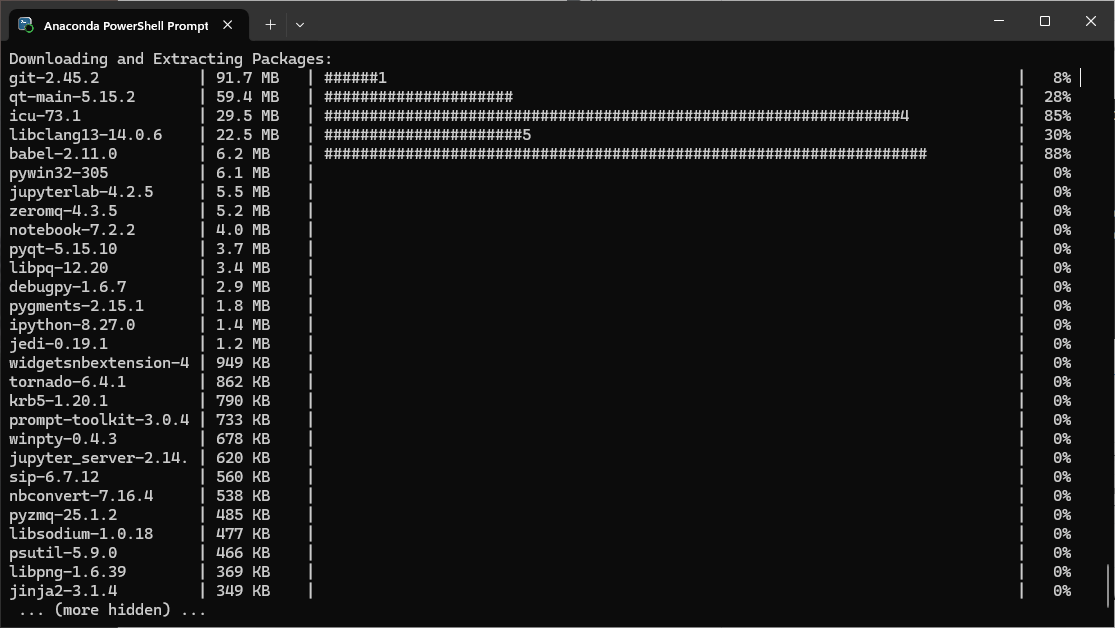 Anaconda PowerShell Prompt
Downloading and Extracting Packages:
git-2.45.2 | 91.7 MB | ######1 | 8%
qt-main-5.15.2 | 59.4 MB | ##################### | 28%
icu-73.1 | 29.5 MB | ################################################################4 | 85%
libclang13-14.0.6 | 22.5 MB | ######################5 | 30%
babel-2.11.0 | 6.2 MB | ################################################################### | 88%
pywin32-305 | 6.1 MB | | 0%
jupyterlab-4.2.5 | 5.5 MB | | 0%
zeromq-4.3.5 | 5.2 MB | | 0%
notebook-7.2.2 | 4.0 MB | | 0%
pyqt-5.15.10 | 3.7 MB | | 0%
libpq-12.20 | 3.4 MB | | 0%
debugpy-1.6.7 | 2.9 MB | | 0%
pygments-2.15.1 | 1.8 MB | | 0%
ipython-8.27.0 | 1.4 MB | | 0%
jedi-0.19.1 | 1.2 MB | | 0%
widgetsnbextension-4 | 949 KB | | 0%
tornado-6.4.1 | 862 KB | | 0%
krb5-1.20.1 | 790 KB | | 0%
prompt-toolkit-3.0.4 | 733 KB | | 0%
winpty-0.4.3 | 678 KB | | 0%
jupyter_server-2.14. | 620 KB | | 0%
sip-6.7.12 | 560 KB | | 0%
nbconvert-7.16.4 | 538 KB | | 0%
pyzmq-25.1.2 | 485 KB | | 0%
libsodium-1.0.18 | 477 KB | | 0%
psutil-5.9.0 | 466 KB | | 0%
libpng-1.6.39 | 369 KB | | 0%
jinja2-3.1.4 | 349 KB | | 0%
... (more hidden) ...